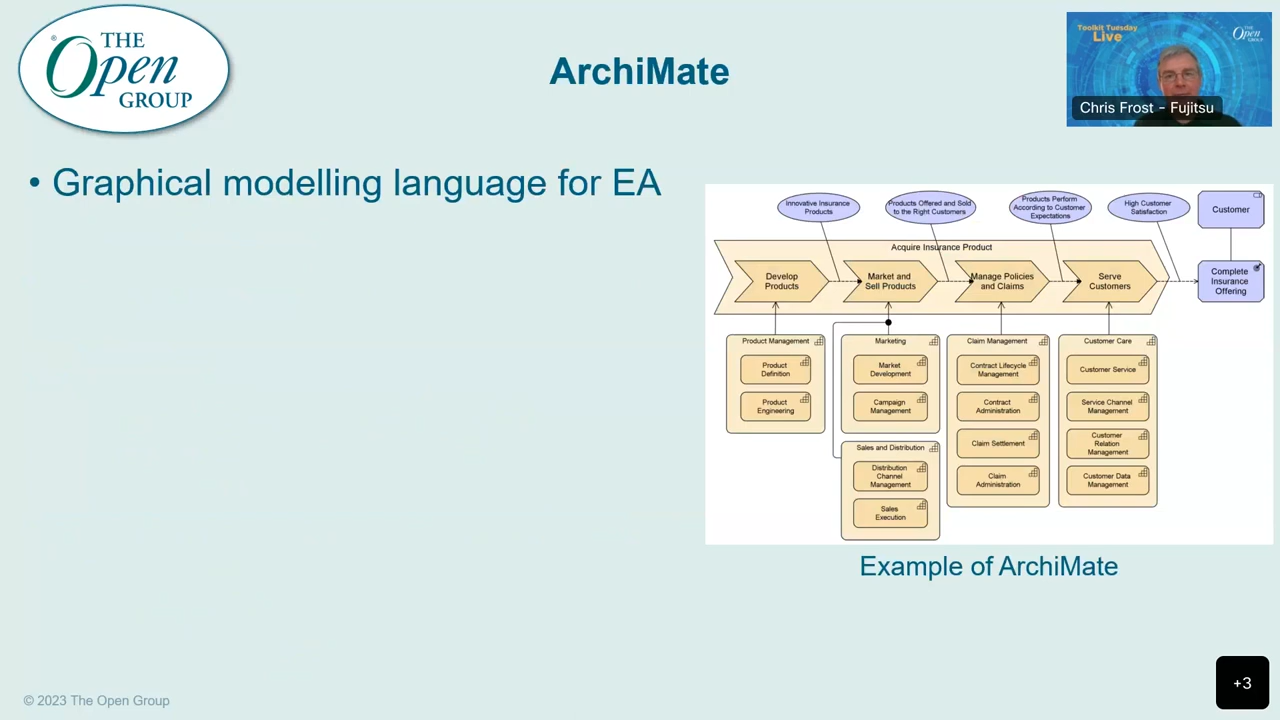 THE
Open
GROUP
®
ArchiMate
Toolkit Tuesday
Live
THE
Open
GROUP
Chris Frost - Fujitsu
• Graphical modelling language for EA
Innovative Insurance
Products
Products Offered and Sold
to the Right Customers
Products Perform
According to Customer
Expectations
High Customer
Satisfaction
Customer
Acquire Insurance Product
Develop
Products
Market and
Sell Products
Manage Policies
and Claims
Serve
Customers
Complete
Insurance
Offering
Product Management
Product
Definition
Product
Engineering
Marketing
Market
Development
Campaign
Management
Sales and Distribution
Distribution
Channel
Management
Sales
Execution
Claim Management
Contract Lifecycle
Management
Contract
Administration
Claim Settlement
Claim
Administration
Customer Care
Customer Service
Service Channel
Management
Customer
Relation
Management
Customer Data
Management
Example of ArchiMate
© 2023 The Open Group
+3